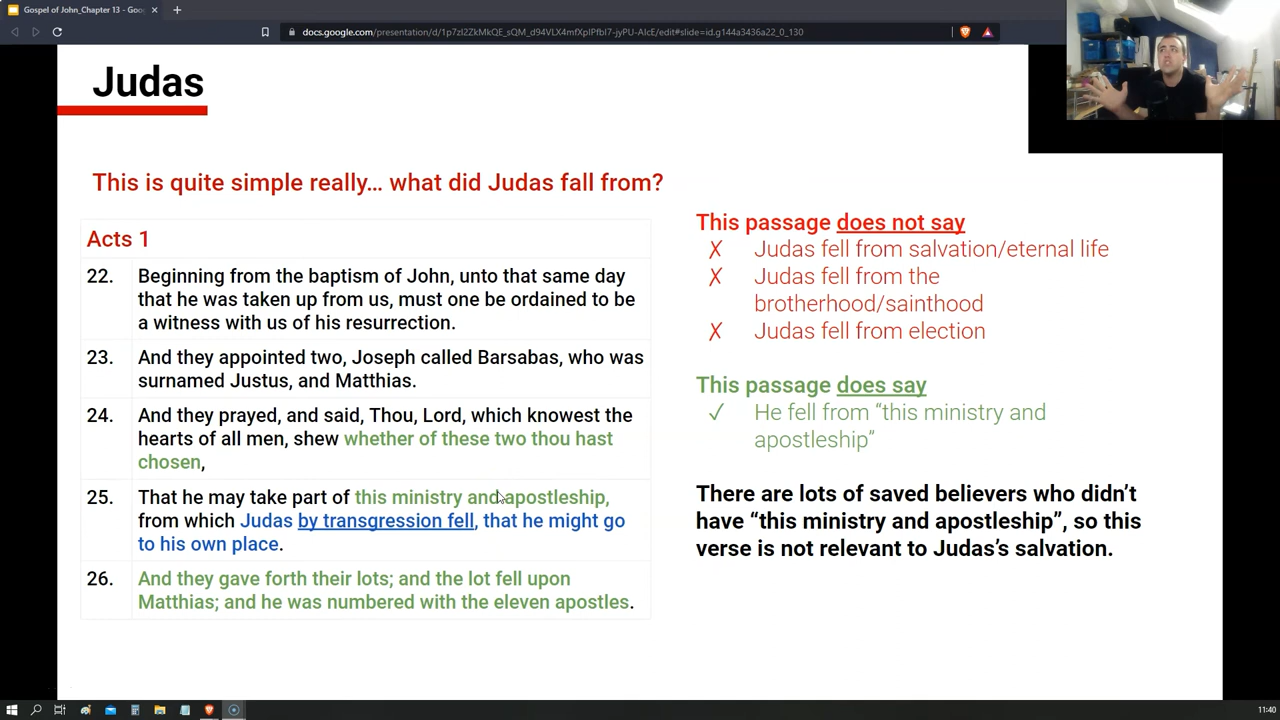 Gospel of John_Chapter 13 - Goo
docs.google.com/presentation/d/1p7zl2ZkMkQE_sQM_d94VLX4mfXpIPfbI7-jyPU-AIcE/edit#slide=id.g144a3436a22_0_130
Judas
This is quite simple really... what did Judas fall from?
Acts 1
22. Beginning from the baptism of John, unto that same day
that he was taken up from us, must one be ordained to be
a witness with us of his resurrection.
23. And they appointed two, Joseph called Barsabas, who was
surnamed Justus, and Matthias.
24. And they prayed, and said, Thou, Lord, which knowest the
hearts of all men, shew whether of these two thou hast
chosen,
25. That he may take part of this ministry and apostleship,
from which Judas by transgression fell, that he might go
to his own place.
26. And they gave forth their lots; and the lot fell upon
Matthias; and he was numbered with the eleven apostles.
This passage does not say
✗ Judas fell from salvation/eternal life
✗ Judas fell from the
brotherhood/sainthood
✗ Judas fell from election
This passage does say
✓ He fell from “this ministry and
apostleship”
There are lots of saved believers who didn’t
have “this ministry and apostleship”, so this
verse is not relevant to Judas’s salvation.
11:40